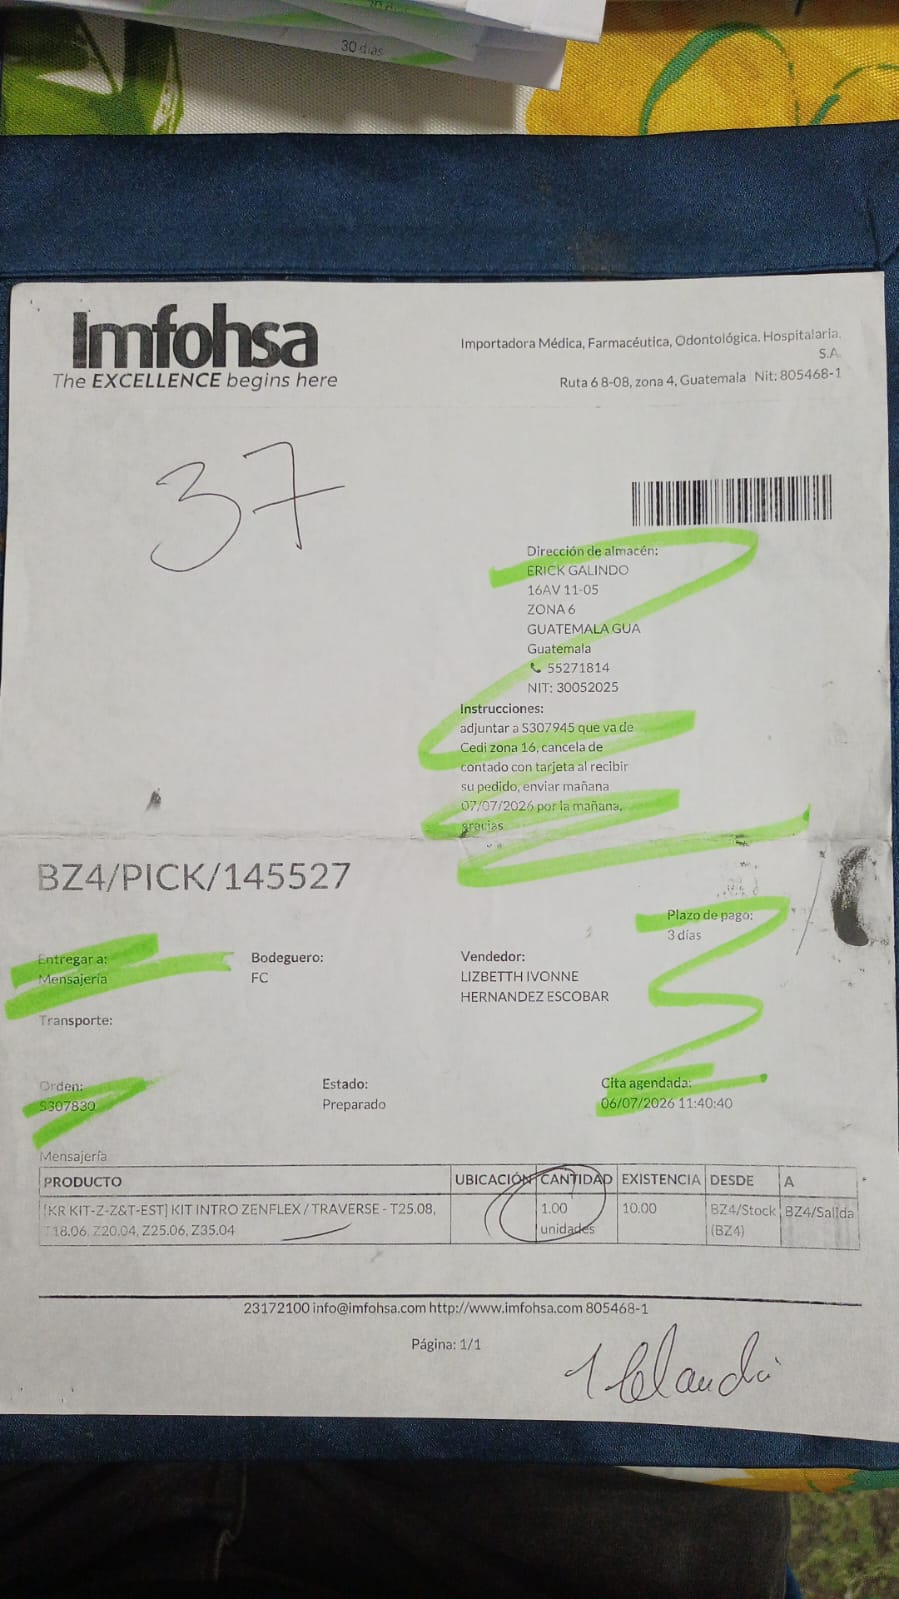 30 días
Imfohsa
The EXCELLENCE begins here
Importadora Médica, Farmacéutica, Odontológica. Hospitalaria,
S.A.
Ruta 6 8-08, zona 4, Guatemala Nit: 805468-1
37
Dirección de almacén:
ERICK GALINDO
16AV 11-05
ZONA 6
GUATEMALA GUA
Guatemala
55271814
NIT: 30052025
Instrucciones:
adjuntar a S307945 que va de
Cedi zona 16, cancela de
contado con tarjeta al recibir
su pedido, enviar mañana
07/07/2026 por la mañana,
gracias
BZ4/PICK/145527
Plazo de pago:
3 días
Entregar a:
Mensajería
Bodeguero:
FC
Vendedor:
LIZBETTH IVONNE
HERNANDEZ ESCOBAR
Transporte:
Orden:
S307830
Estado:
Preparado
Cita agendada:
06/07/2026 11:40:40
Mensajería
PRODUCTO UBICACIÓN CANTIDAD EXISTENCIA DESDE A
[KR KIT-Z-Z&T-EST] KIT INTRO ZENFLEX / TRAVERSE - T25.08, 1.00 10.00 BZ4/Stock BZ4/Salida
T18.06, Z20.04, Z25.06, Z35.04 unidades (BZ4)
23172100 info@imfohsa.com http://www.imfohsa.com 805468-1
Página: 1/1